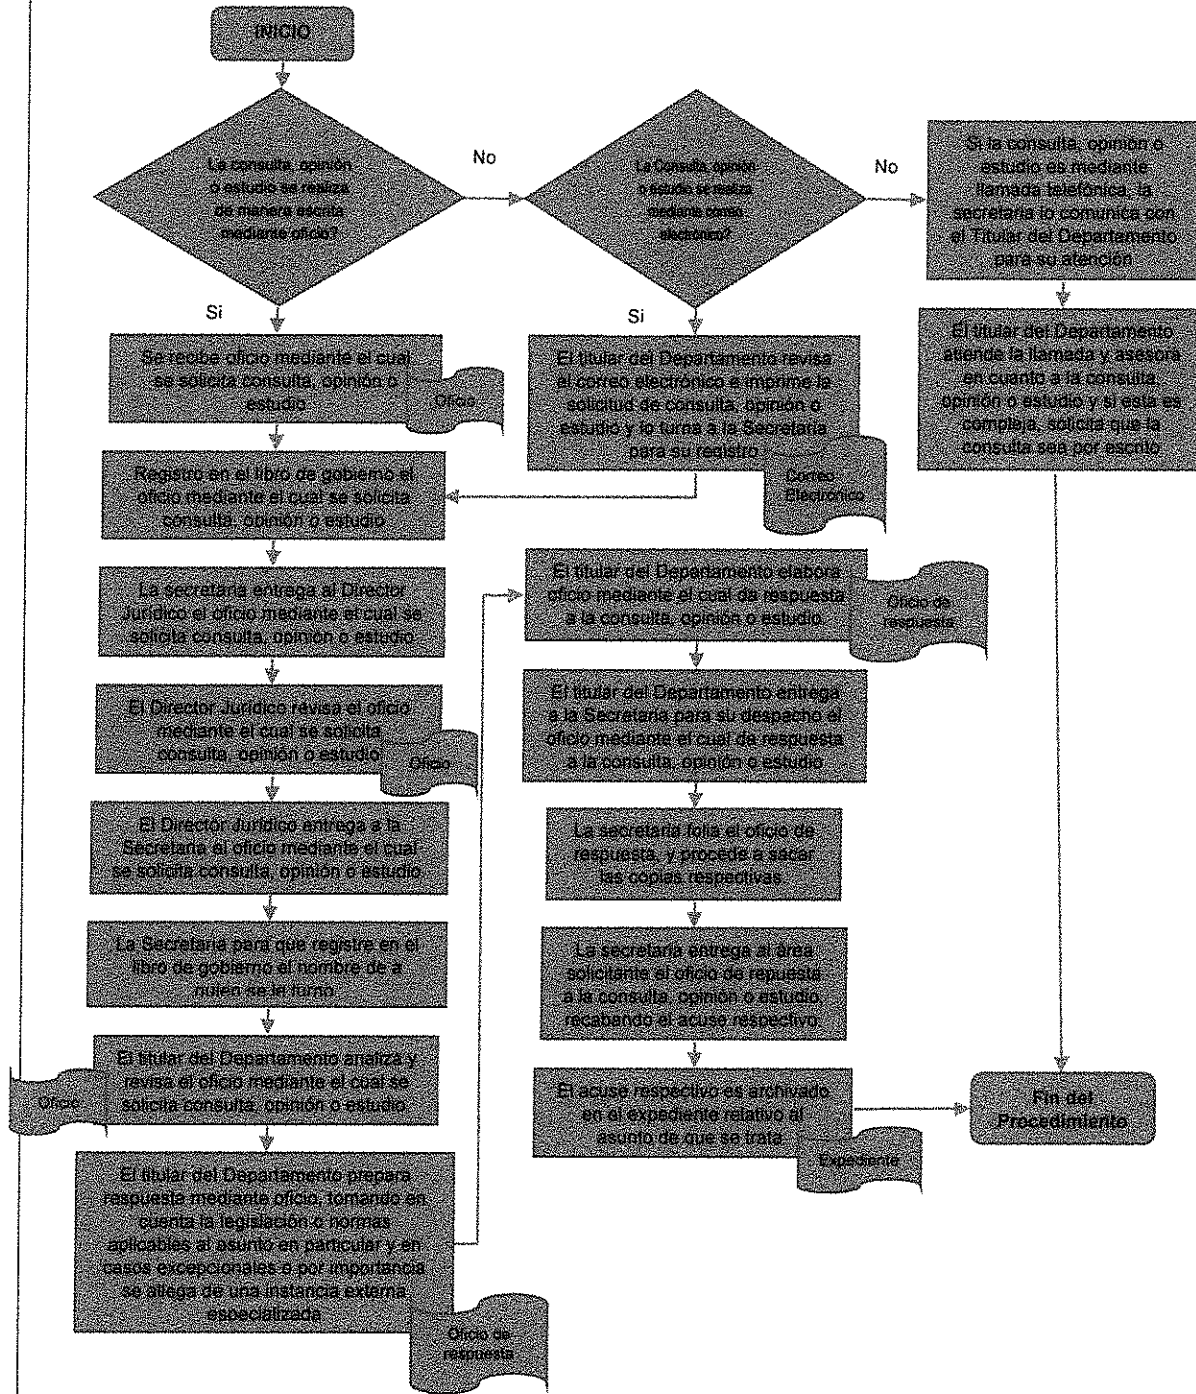 INICIO
La consulta, opinión
o estudio se realiza
de manera escrita
mediante oficio?
No
La Consulta, opinión
o estudio se realiza
mediante correo
electrónico?
No
Si la consulta, opinión o
estudio es mediante
llamada telefónica, la
secretaria lo comunica con
el Titular del Departamento
para su atención
Si
Se recibe oficio mediante el cual
se solicita consulta, opinión o
estudio
Oficio
Si
El titular del Departamento revisa
el correo electrónico e imprime la
solicitud de consulta, opinión o
estudio y lo turna a la Secretaria
para su registro
Correo
Electrónico
El titular del Departamento
atiende la llamada y asesora
en cuanto a la consulta,
opinión o estudio y si esta es
compleja, solicita que la
consulta sea por escrito
Registro en el libro de gobierno el
oficio mediante el cual se solicita
consulta, opinión o estudio
La secretaria entrega al Director
Jurídico el oficio mediante el cual se
solicita consulta, opinión o estudio
El Director Jurídico revisa el oficio
mediante el cual se solicita
consulta, opinión o estudio
Oficio
El Director Jurídico entrega a la
Secretaria el oficio mediante el cual
se solicita consulta, opinión o estudio
La Secretaria para que registre en el
libro de gobierno el nombre de a
quien se le turno
El titular del Departamento analiza y
revisa el oficio mediante el cual se
solicita consulta, opinión o estudio
Oficio
El titular del Departamento prepara
respuesta mediante oficio, tomando en
cuenta la legislación o normas
aplicables al asunto en particular y en
casos excepcionales o por importancia
se allega de una instancia externa
especializada
Oficio de
respuesta
El titular del Departamento elabora
oficio mediante el cual da respuesta
a la consulta, opinión o estudio.
Oficio de
respuesta
El titular del Departamento entrega
a la Secretaria para su despacho el
oficio mediante el cual da respuesta
a la consulta, opinión o estudio
La secretaria folia el oficio de
respuesta, y procede a sacar
las copias respectivas.
La secretaria entrega al área
solicitante el oficio de repuesta
a la consulta, opinión o estudio,
recabando el acuse respectivo
El acuse respectivo es archivado
en el expediente relativo al
asunto de que se trata
Expediente
Fin del
Procedimiento